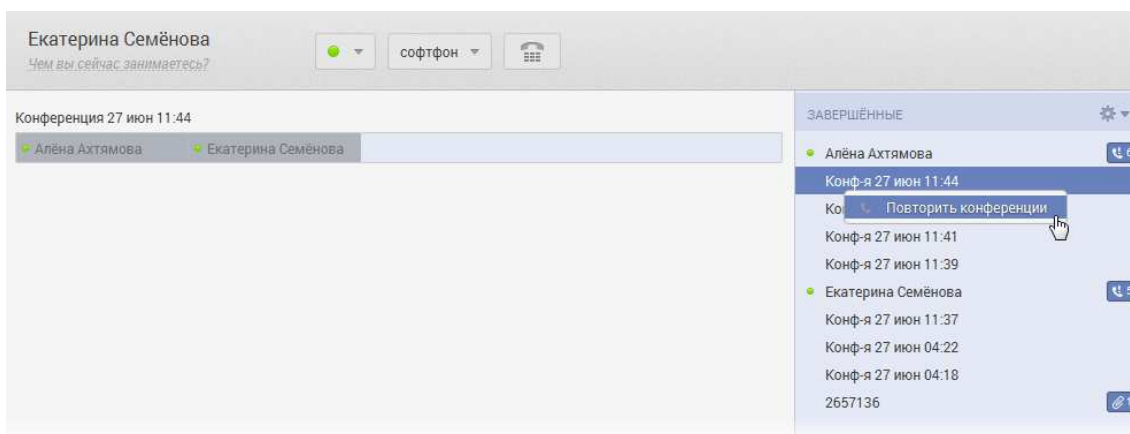 Екатерина Семёнова
Чем вы сейчас занимаетесь?
софтфон
Конференция 27 июн 11:44
Алёна Ахтямова Екатерина Семёнова
ЗАВЕРШЁННЫЕ
Алёна Ахтямова
Конф-я 27 июн 11:44
Повторить конференции
Конф-я 27 июн 11:41
Конф-я 27 июн 11:39
Екатерина Семёнова
Конф-я 27 июн 11:37
Конф-я 27 июн 04:22
Конф-я 27 июн 04:18
2657136